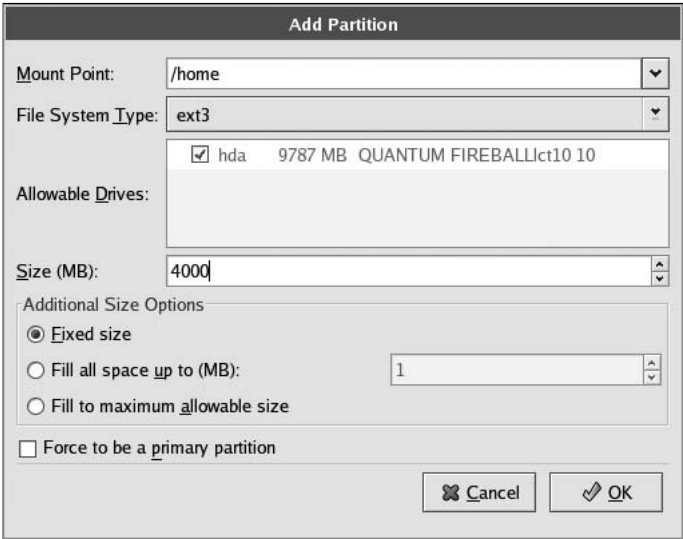 Add Partition
Mount Point: /home
File System Type: ext3
hda 9787 MB QUANTUM FIREBALLlct10 10
Allowable Drives:
Size (MB): 4000
Additional Size Options
Fixed size
Fill all space up to (MB): 1
Fill to maximum allowable size
Force to be a primary partition
Cancel OK